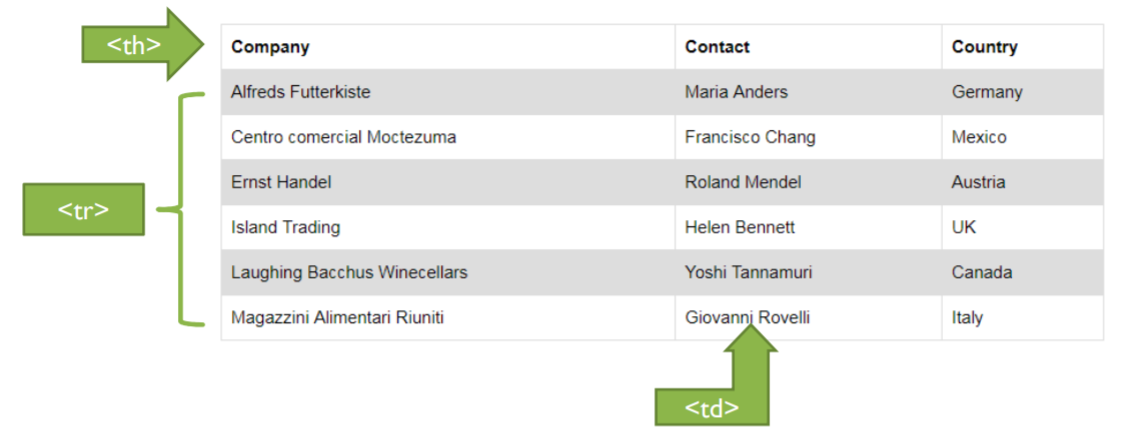 <th> Company Contact Country
Alfreds Futterkiste Maria Anders Germany
Centro comercial Moctezuma Francisco Chang Mexico
Ernst Handel Roland Mendel Austria
<tr>
Island Trading Helen Bennett UK
Laughing Bacchus Winecellars Yoshi Tannamuri Canada
Magazzini Alimentari Riuniti Giovanni Rovelli Italy
<td>